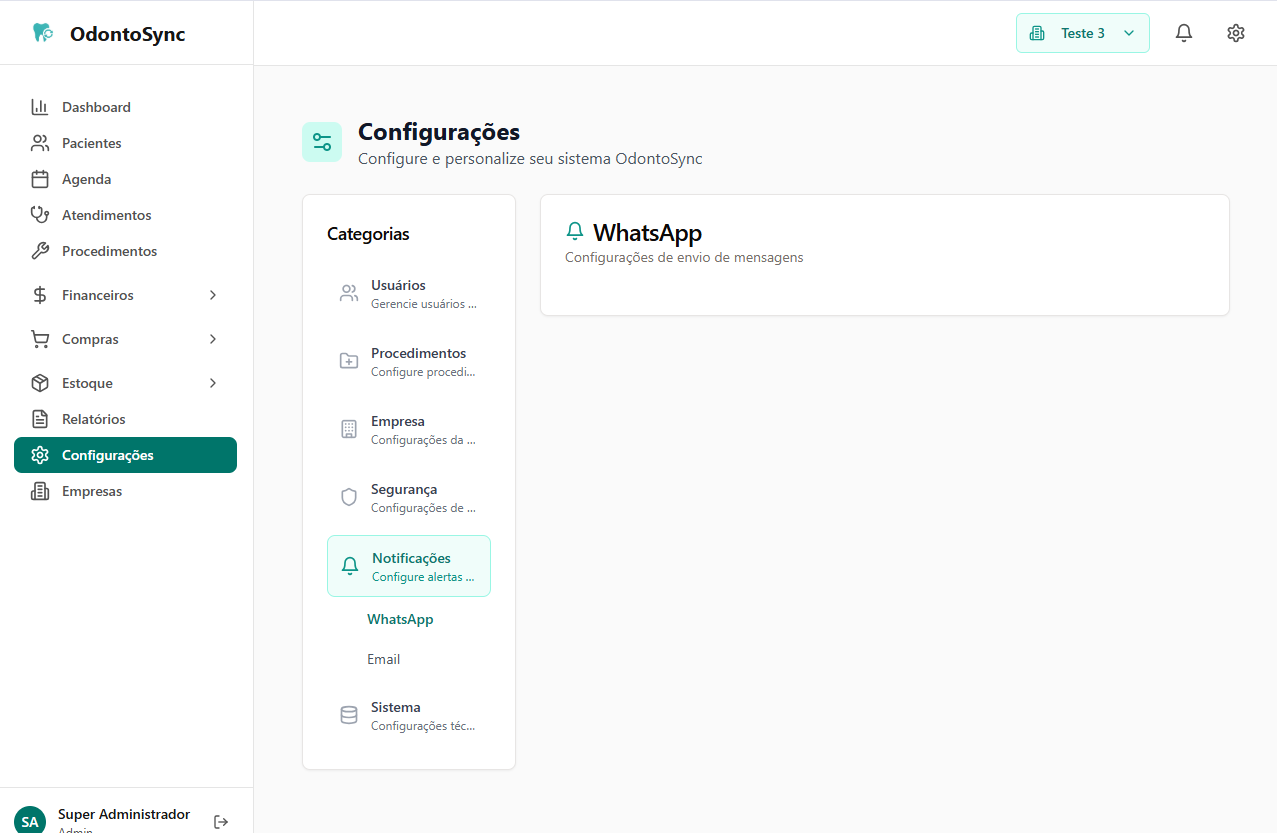 OdontoSync
Teste 3
Dashboard
Pacientes
Agenda
Atendimentos
Procedimentos
Financeiros
Compras
Estoque
Relatórios
Configurações
Empresas
SA
Super Administrador
Admin
Configurações
Configure e personalize seu sistema OdontoSync
Categorias
Usuários
Gerencie usuários ...
Procedimentos
Configure procedi...
Empresa
Configurações da ...
Segurança
Configurações de ...
Notificações
Configure alertas ...
WhatsApp
Email
Sistema
Configurações téc...
WhatsApp
Configurações de envio de mensagens